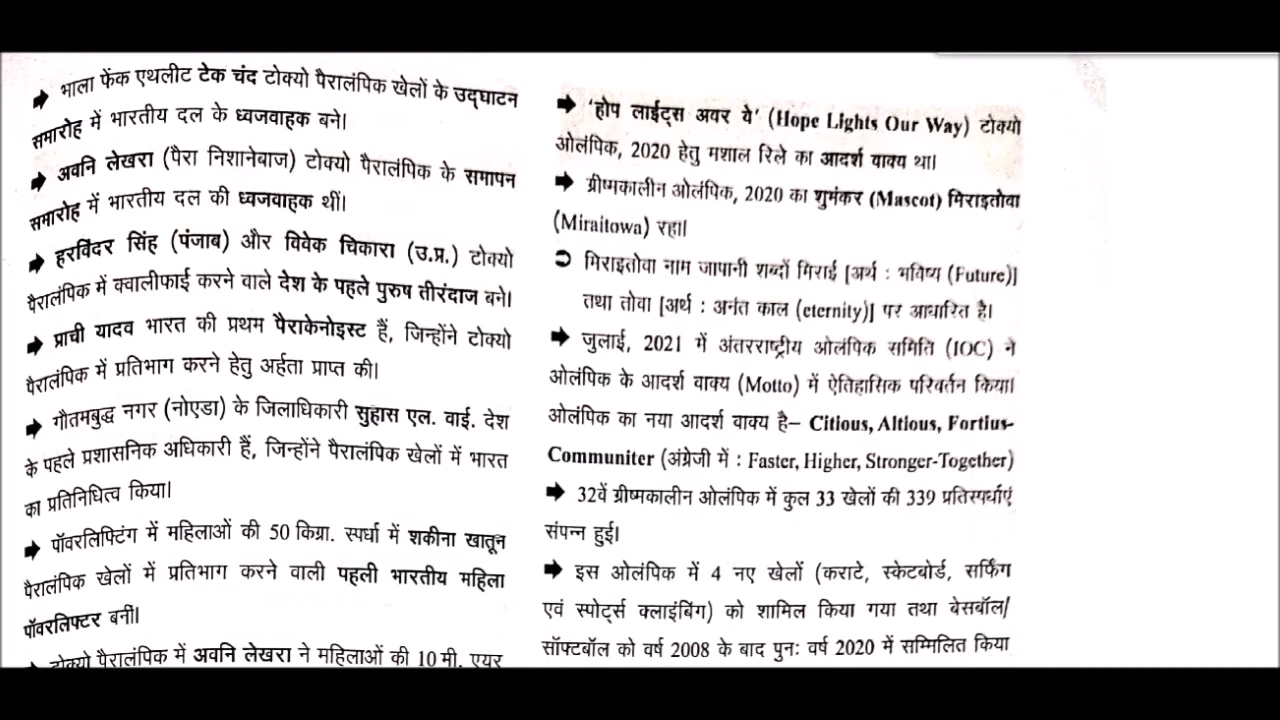 ➡ भाला फेंक एथलीट टेक चंद टोक्यो पैरालंपिक खेलों के उद्घाटन
समारोह में भारतीय दल के ध्वजवाहक बने।
➡ अवनि लेखरा (पैरा निशानेबाज) टोक्यो पैरालंपिक के समापन
समारोह में भारतीय दल की ध्वजवाहक थीं।
➡ हरविंदर सिंह (पंजाब) और विवेक चिकारा (उ.प्र.) टोक्यो
पैरालंपिक में क्वालीफाई करने वाले देश के पहले पुरुष तीरंदाज बने।
➡ प्राची यादव भारत की प्रथम पैराकेनोइस्ट हैं, जिन्होंने टोक्यो
पैरालंपिक में प्रतिभाग करने हेतु अर्हता प्राप्त की।
➡ गौतमबुद्ध नगर (नोएडा) के जिलाधिकारी सुहास एल. वाई. देश
के पहले प्रशासनिक अधिकारी हैं, जिन्होंने पैरालंपिक खेलों में भारत
का प्रतिनिधित्व किया।
➡ पॉवरलिफ्टिंग में महिलाओं की 50 किग्रा. स्पर्धा में शकीना खातून
पैरालंपिक खेलों में प्रतिभाग करने वाली पहली भारतीय महिला
पॉवरलिफ्टर बनीं।
➡ टोक्यो पैरालंपिक में अवनि लेखरा ने महिलाओं की 10 मी. एयर
➡ 'होप लाईट्स अवर वे' (Hope Lights Our Way) टोक्यो
ओलंपिक, 2020 हेतु मशाल रिले का आदर्श वाक्य था।
➡ ग्रीष्मकालीन ओलंपिक, 2020 का शुभंकर (Mascot) मिराइतोवा
(Miraitowa) रहा।
➲ मिराइतोवा नाम जापानी शब्दों मिराई [अर्थ : भविष्य (Future)]
तथा तोवा [अर्थ : अनंत काल (eternity)] पर आधारित है।
➡ जुलाई, 2021 में अंतरराष्ट्रीय ओलंपिक समिति (IOC) ने
ओलंपिक के आदर्श वाक्य (Motto) में ऐतिहासिक परिवर्तन किया।
ओलंपिक का नया आदर्श वाक्य है– Citious, Altious, Fortius-
Communiter (अंग्रेजी में : Faster, Higher, Stronger-Together)
➡ 32वें ग्रीष्मकालीन ओलंपिक में कुल 33 खेलों की 339 प्रतिस्पर्धाएं
संपन्न हुई।
➡ इस ओलंपिक में 4 नए खेलों (कराटे, स्केटबोर्ड, सर्फिंग
एवं स्पोर्ट्स क्लाइंबिंग) को शामिल किया गया तथा बेसबॉल/
सॉफ्टबॉल को वर्ष 2008 के बाद पुनः वर्ष 2020 में सम्मिलित किया